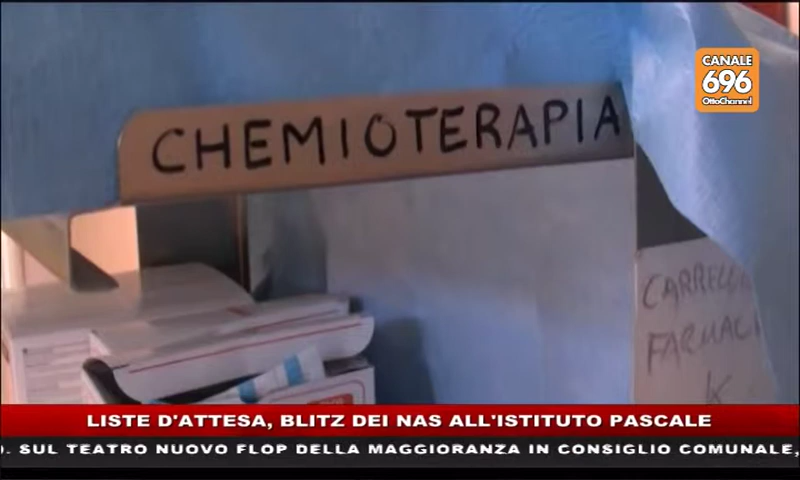 CANALE
696
OttoChannel
CHEMIOTERAPIA
FARMACI
K
LISTE D'ATTESA, BLITZ DEI NAS ALL'ISTITUTO PASCALE
O. SUL TEATRO NUOVO FLOP DELLA MAGGIORANZA IN CONSIGLIO COMUNALE,